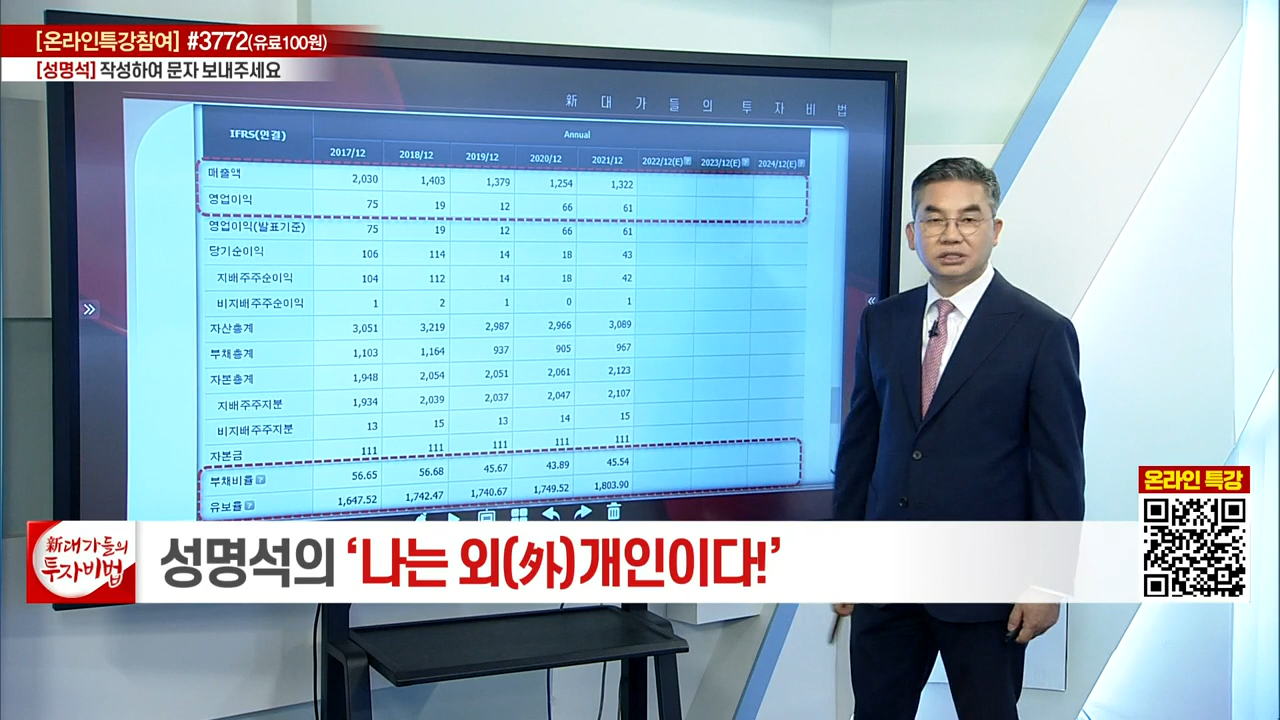 [온라인특강참여] #3772(유료100원)
[성명석] 작성하여 문자 보내주세요
新 대 가 들 의 투 자 비 법
IFRS(연결) Annual
2017/12 2018/12 2019/12 2020/12 2021/12 2022/12(E) 2023/12(E) 2024/12(E)
매출액 2,030 1,403 1,379 1,254 1,322
영업이익 75 19 12 66 61
영업이익(발표기준) 75 19 12 66 61
당기순이익 106 114 14 18 43
지배주주순이익 104 112 14 18 42
비지배주주순이익 1 2 1 0 1
자산총계 3,051 3,219 2,987 2,966 3,089
부채총계 1,103 1,164 937 905 967
자본총계 1,948 2,054 2,051 2,061 2,123
지배주주지분 1,934 2,039 2,037 2,047 2,107
비지배주주지분 13 15 13 14 15
자본금 111 111 111 111 111
부채비율 56.65 56.68 45.67 43.89 45.54
유보율 1,647.52 1,742.47 1,740.67 1,749.52 1,803.90
온라인 특강
新대가들의
투자비법
성명석의 ‘나는 외(外)개인이다!’